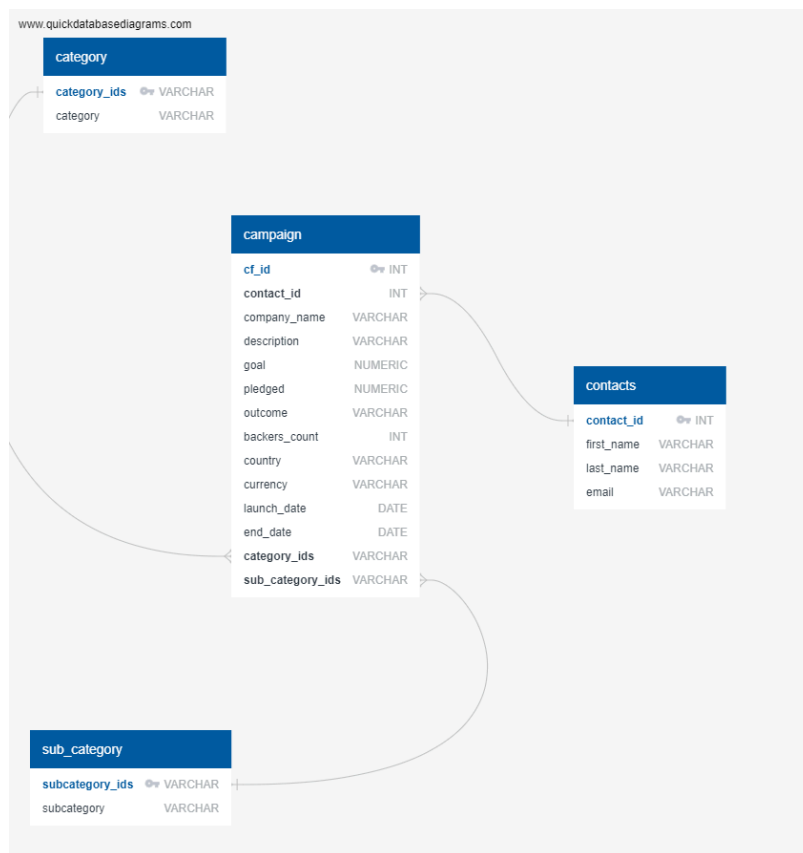 www.quickdatabasediagrams.com
category
category_ids VARCHAR
category VARCHAR
campaign
cf_id INT
contact_id INT
company_name VARCHAR
description VARCHAR
goal NUMERIC
pledged NUMERIC
outcome VARCHAR
backers_count INT
country VARCHAR
currency VARCHAR
launch_date DATE
end_date DATE
category_ids VARCHAR
sub_category_ids VARCHAR
contacts
contact_id INT
first_name VARCHAR
last_name VARCHAR
email VARCHAR
sub_category
subcategory_ids VARCHAR
subcategory VARCHAR